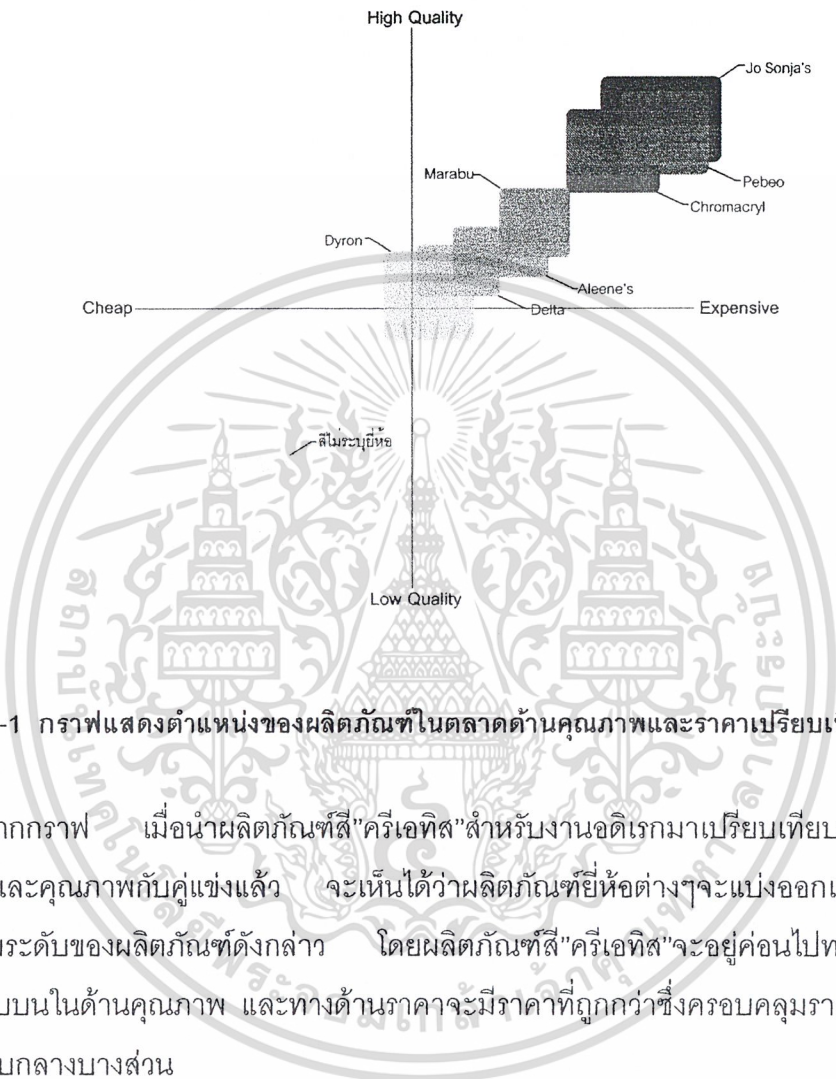 High Quality
Jo Sonja's
Marabu
Pebeo
Chromacryl
Dyron
Aleene's
Cheap
Delta
Expensive
สีไม่ระบุยี่ห้อ
Low Quality
-1 กราฟแสดงตำแหน่งของผลิตภัณฑ์ในตลาดด้านคุณภาพและราคาเปรียบ
ากกราฟ เมื่อนำผลิตภัณฑ์สี"ครีเอทิส"สำหรับงานอดิเรกมาเปรียบเทียบ
และคุณภาพกับคู่แข่งแล้ว จะเห็นได้ว่าผลิตภัณฑ์ยี่ห้อต่างๆจะแบ่งออก
ระดับของผลิตภัณฑ์ดังกล่าว โดยผลิตภัณฑ์สี"ครีเอทิส"จะอยู่ค่อนไป
บบนในด้านคุณภาพ และทางด้านราคาจะมีราคาที่ถูกกว่าซึ่งครอบคลุม
บกลางบางส่วน